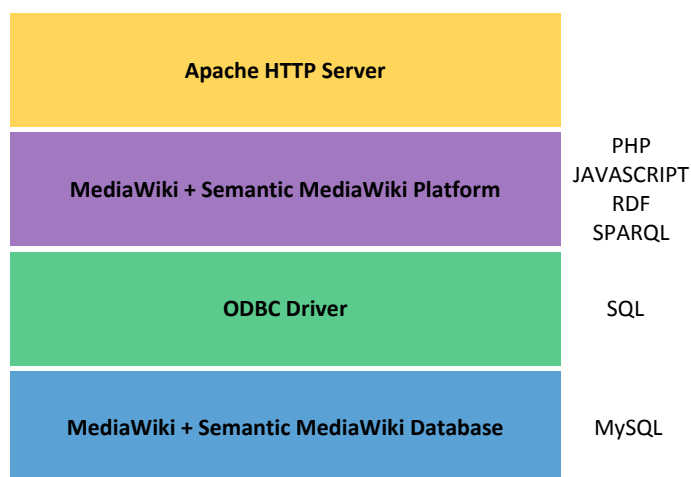 Apache HTTP Server
MediaWiki + Semantic MediaWiki Platform
PHP
JAVASCRIPT
RDF
SPARQL
ODBC Driver
SQL
MediaWiki + Semantic MediaWiki Database
MySQL